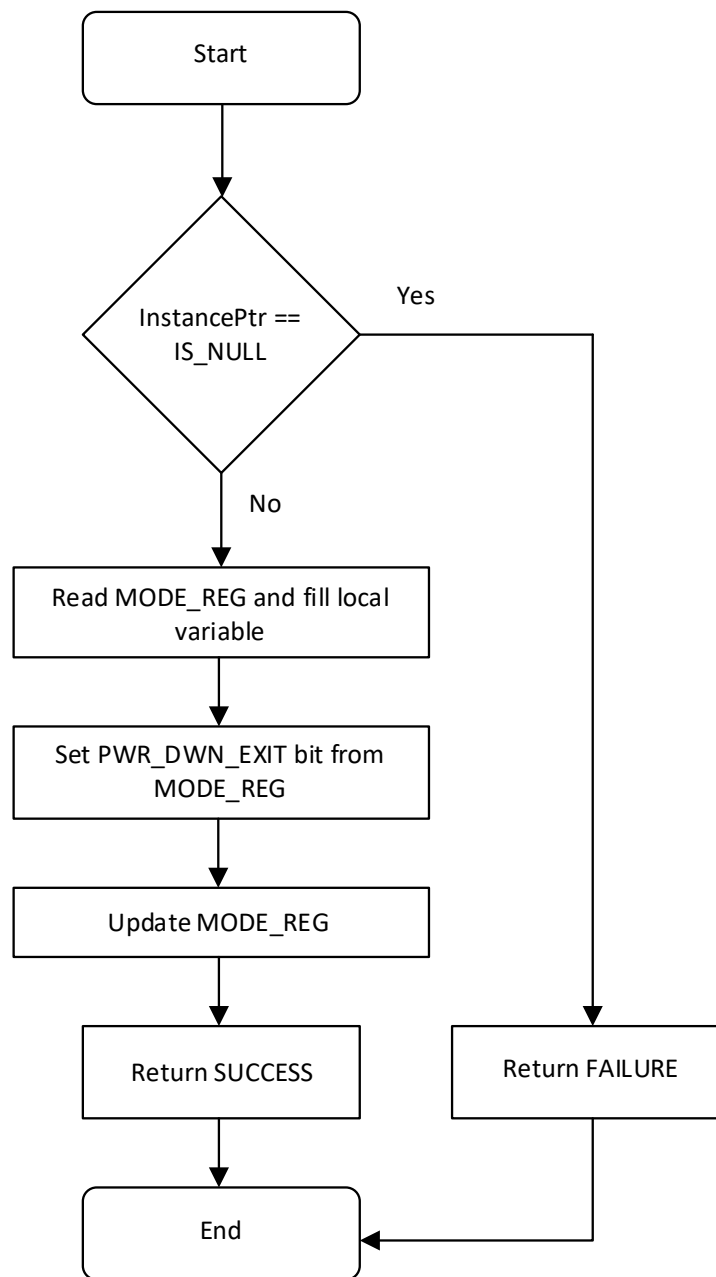 Start
InstancePtr ==
IS_NULL
Yes
No
Read MODE_REG and fill local
variable
Set PWR_DWN_EXIT bit from
MODE_REG
Update MODE_REG
Return SUCCESS
Return FAILURE
End